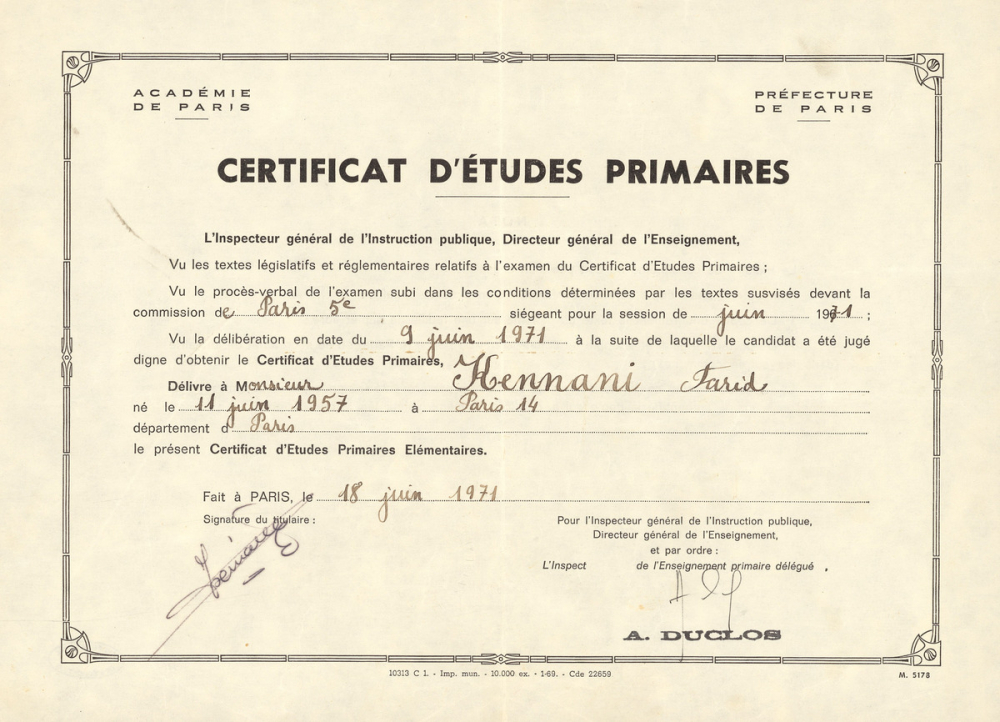 ACADÉMIE
DE PARIS
PRÉFECTURE
DE PARIS
CERTIFICAT D'ÉTUDES PRIMAIRES
L'Inspecteur général de l'Instruction publique, Directeur général de l'Enseignement,
Vu les textes législatifs et réglementaires relatifs à l'examen du Certificat d'Etudes Primaires ;
Vu le procès-verbal de l'examen subi dans les conditions déterminées par les textes susvisés devant la
commission de Paris 5e siégeant pour la session de juin 1971 ;
Vu la délibération en date du 9 juin 1971 à la suite de laquelle le candidat a été jugé
digne d'obtenir le Certificat d'Etudes Primaires,
Délivre à Monsieur Hennani Farid
né le 11 juin 1957 à Paris 14
département d Paris
le présent Certificat d'Etudes Primaires Elémentaires.
Fait à PARIS, le 18 juin 1971
Signature du titulaire :
Pour l'Inspecteur général de l'Instruction publique,
Directeur général de l'Enseignement,
et par ordre :
L'Inspect de l'Enseignement primaire délégué ,
A. DUCLOS
10313 C 1. - Imp. mun. - 10.000 ex. - 1-69. - Cde 22659
M. 5178